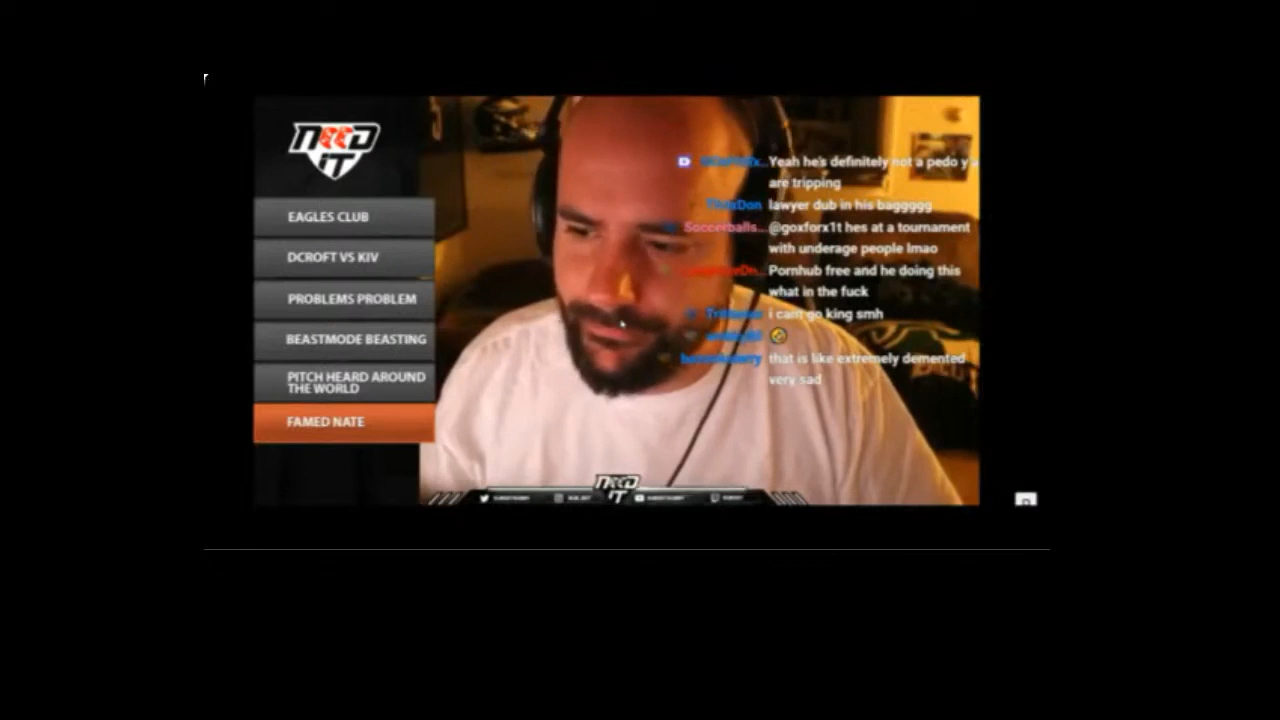 NEED
IT
EAGLES CLUB
DCROFT VS KIV
PROBLEMS PROBLEM
BEASTMODE BEASTING
PITCH HEARD AROUND
THE WORLD
FAMED NATE
Yeah he's definitely not a pedo y'a
are tripping
lawyer dub in his baggggg
Soccerballs... @goxforx1t hes at a tournament
with underage people lmao
Pornhub free and he doing this
what in the fuck
i cant go king smh
that is like extremely demented
very sad
NEED
IT